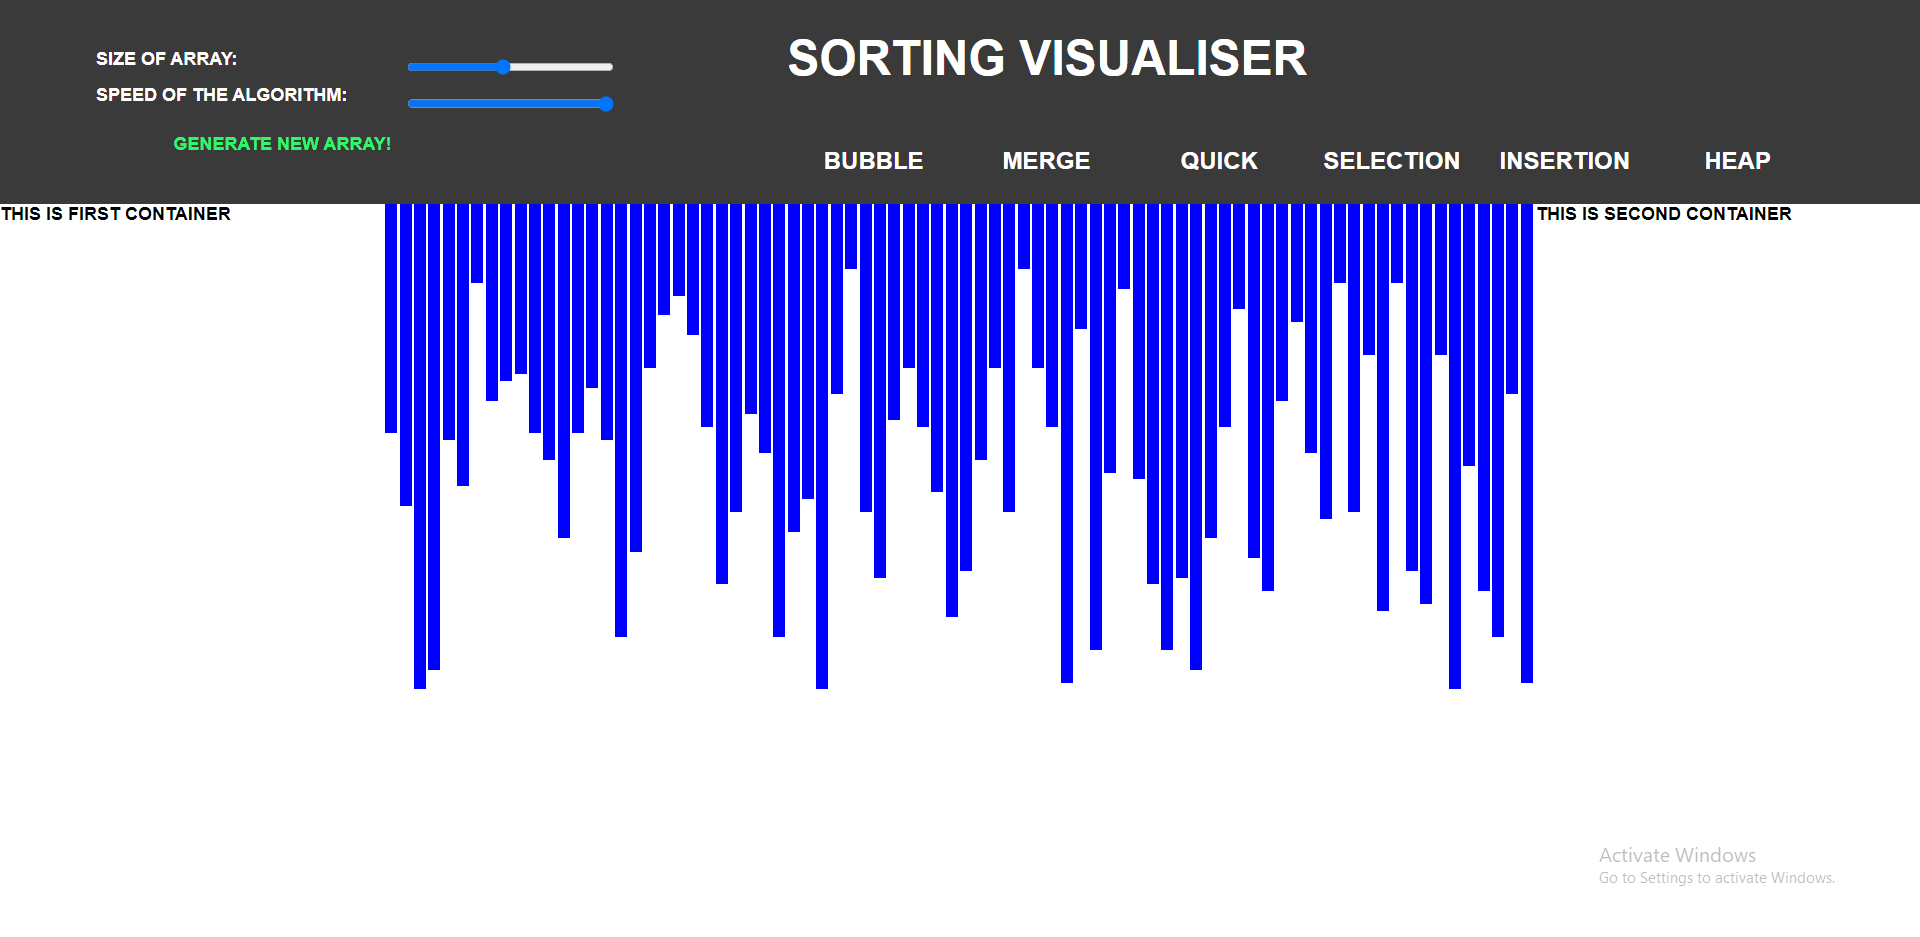 SIZE OF ARRAY:
SPEED OF THE ALGORITHM:
GENERATE NEW ARRAY!
SORTING VISUALISER
BUBBLE MERGE QUICK SELECTION INSERTION HEAP
THIS IS FIRST CONTAINER
THIS IS SECOND CONTAINER
Activate Windows
Go to Settings to activate Windows.